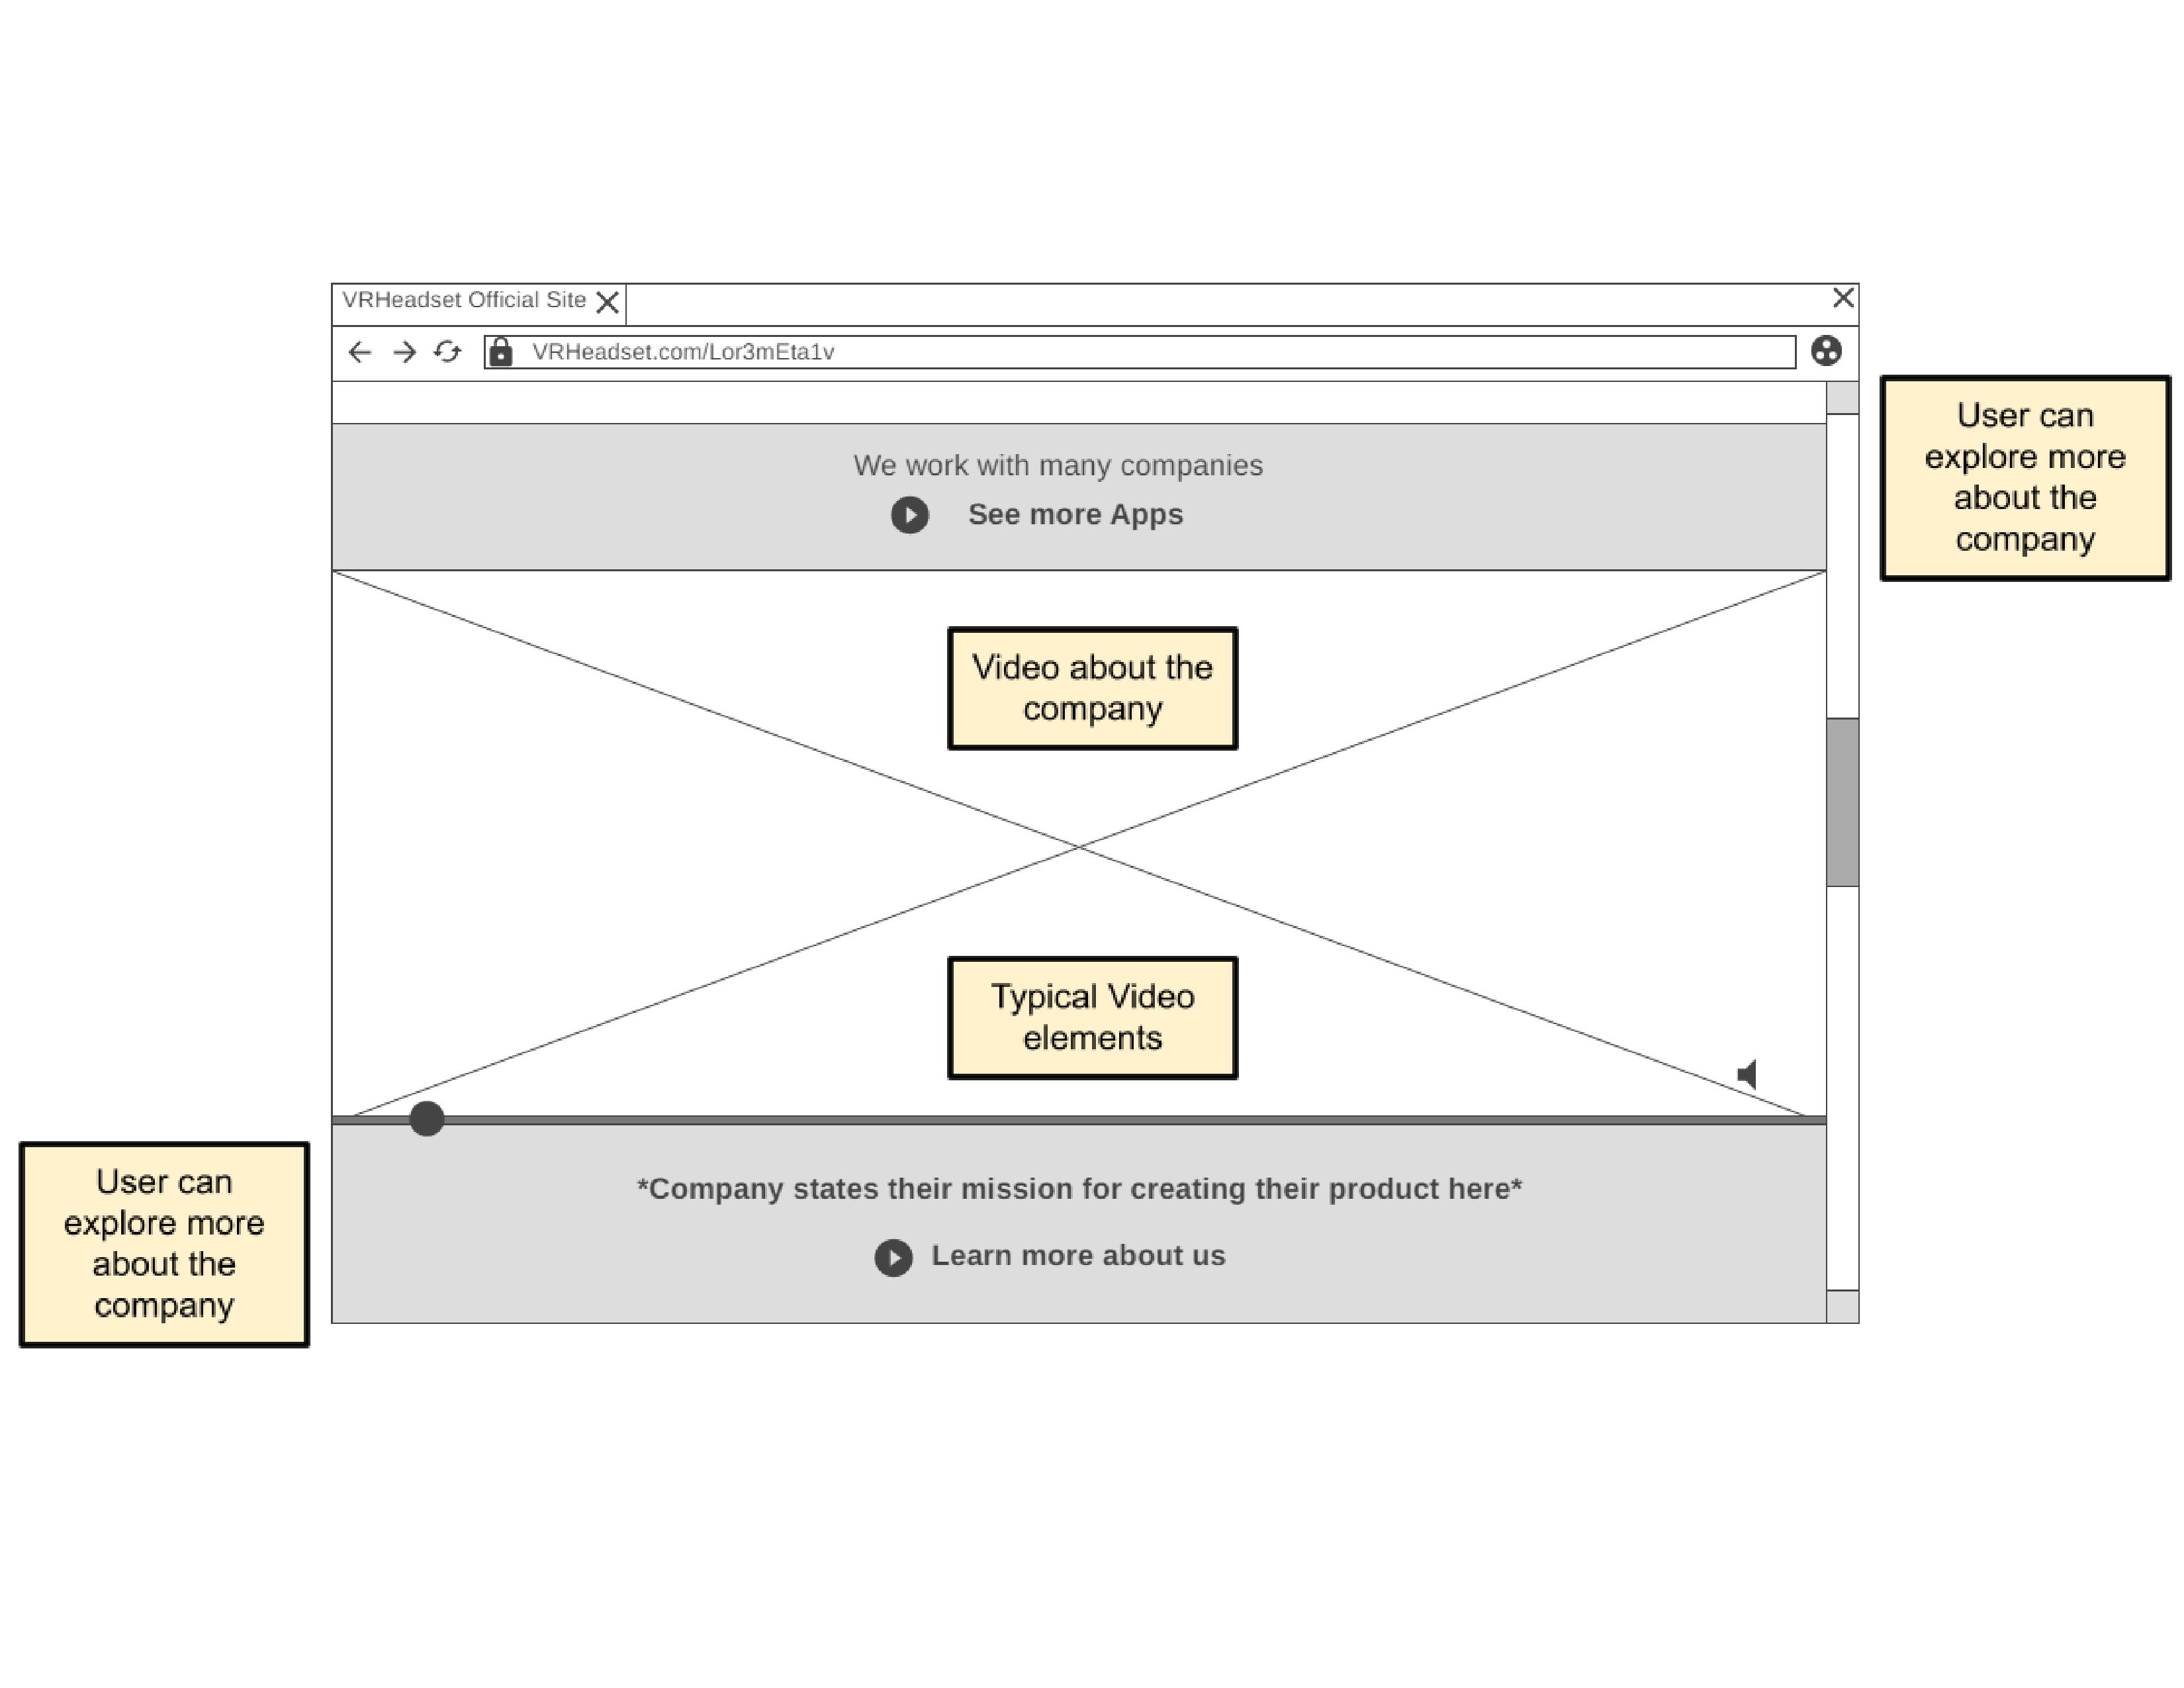 VRHeadset Official Site
VRHeadset.com/Lor3mEta1v
User can
explore more
about the
company
We work with many companies
See more Apps
Video about the
company
Typical Video
elements
User can
explore more
about the
company
*Company states their mission for creating their product here*
Learn more about us